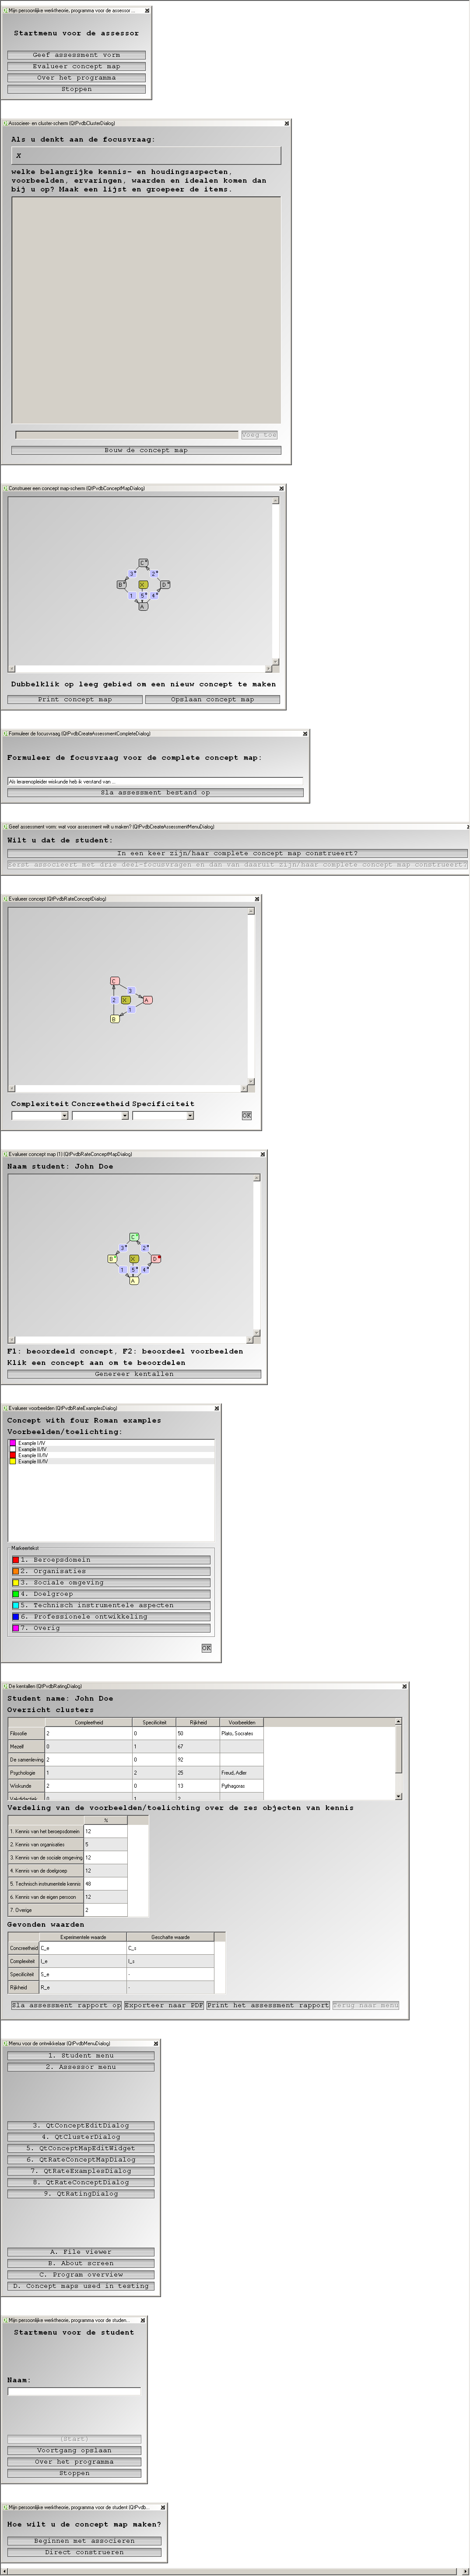 Mijn persoonlijke werktheorie, programma voor de assessor ...
Startmenu voor de assessor
Geef assessment vorm
Evalueer concept map
Over het programma
Stoppen
Associeer- en cluster-scherm (QtPvdbClusterDialog)
Als u denkt aan de focusvraag:
X
welke belangrijke kennis- en houdingsaspecten,
voorbeelden, ervaringen, waarden en idealen komen dan
bij u op? Maak een lijst en groepeer de items.
Voeg toe
Bouw de concept map
Construeer een concept map-scherm (QtPvdbConceptMapDialog)
C
3 2
B X D
1 5 4
A
Dubbelklik op leeg gebied om een nieuw concept te maken
Print concept map Opslaan concept map
Formuleer de focusvraag (QtPvdbCreateAssessmentCompleteDialog)
Formuleer de focusvraag voor de complete concept map:
Als lerarenopleider wiskunde heb ik verstand van ...
Sla assessment bestand op
Geef assessment vorm: wat voor assessment wilt u maken? (QtPvdbCreateAssessmentMenuDialog)
Wilt u dat de student:
In een keer zijn/haar complete concept map construeert?
eerst associeert met drie deel-focusvragen en dan van daaruit zijn/haar complete concept map construeert?
Evalueer concept (QtPvdbRateConceptDialog)
C
3
2 X A
1
B
Complexiteit Concreetheid Specificiteit
OK
Evalueer concept map (1) (QtPvdbRateConceptMapDialog)
Naam student: John Doe
C
3 2
B X D
1 5 4
A
F1: beoordeel concept, F2: beoordeel voorbeelden
Klik een concept aan om te beoordelen
Genereer kentallen
Evalueer voorbeelden (QtPvdbRateExamplesDialog)
Concept with four Roman examples
Voorbeelden/toelichting:
Example I/IV
Example II/IV
Example III/IV
Example III/IV
Markeertekst
1. Beroepsdomein
2. Organisaties
3. Sociale omgeving
4. Doelgroep
5. Technisch instrumentele aspecten
6. Professionele ontwikkeling
7. Overig
OK
De kentallen (QtPvdbRatingDialog)
Student name: John Doe
Overzicht clusters
Compleetheid Specificiteit Rijkheid Voorbeelden
Filosofie 2 0 50 Plato, Socrates
Mezelf 0 1 67
De samenleving 2 0 92
Psychologie 1 2 25 Freud, Adler
Wiskunde 2 0 13 Pythagoras
Vakdidactiek 0 1 2
Verdeling van de voorbeelden/toelichting over de zes objecten van kennis
%
1. Kennis van het beroepsdomein 12
2. Kennis van organisaties 5
3. Kennis van de sociale omgeving 12
4. Kennis van de doelgroep 12
5. Technisch instrumentele kennis 48
6. Kennis van de eigen persoon 12
7. Overige 2
Gevonden waarden
Experimentele waarde Geschatte waarde
Concreetheid C_e C_s
Complexiteit I_e I_s
Specificiteit S_e -
Rijkheid R_e -
Sla assessment rapport op Exporteer naar PDF Print het assessment rapport Terug naar menu
Menu voor de ontwikkelaar (QtPvdbMenuDialog)
1. Student menu
2. Assessor menu
3. QtConceptEditDialog
4. QtClusterDialog
5. QtConceptMapEditWidget
6. QtRateConceptMapDialog
7. QtRateExamplesDialog
8. QtRateConceptDialog
9. QtRatingDialog
A. File viewer
B. About screen
C. Program overview
D. Concept maps used in testing
Mijn persoonlijke werktheorie, programma voor de studen...
Startmenu voor de student
Naam:
(Start)
Voortgang opslaan
Over het programma
Stoppen
Mijn persoonlijke werktheorie, programma voor de student (QtPvdb...
Hoe wilt u de concept map maken?
Beginnen met associeren
Direct construeren